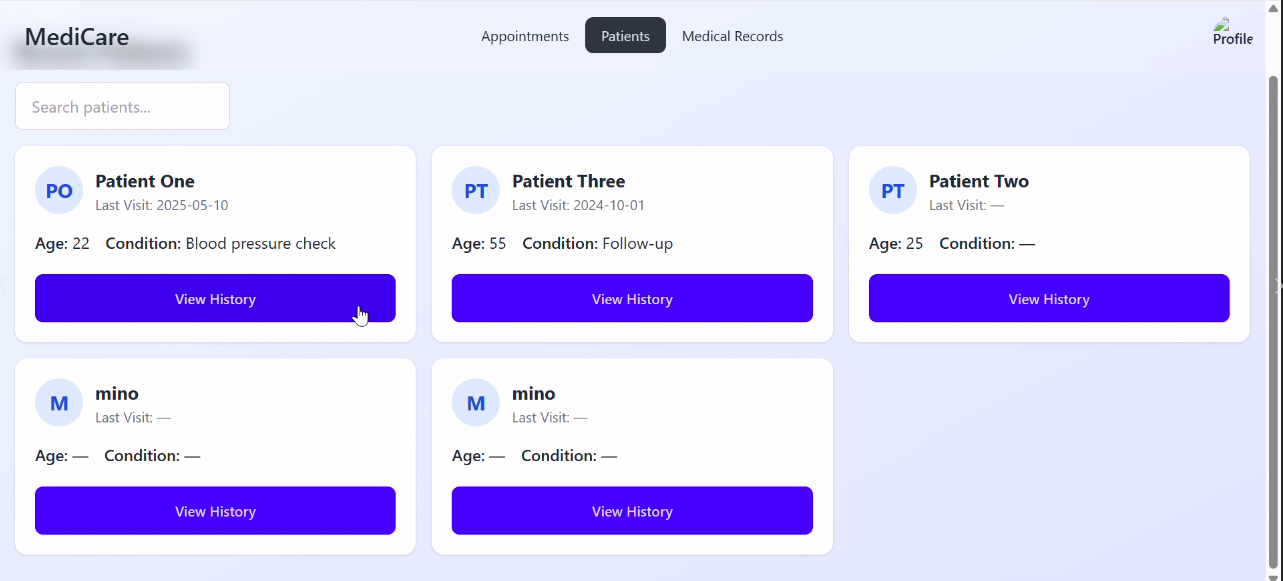 MediCare
Appointments
Patients
Medical Records
Profile
Search patients...
PO
Patient One
Last Visit: 2025-05-10
Age: 22 Condition: Blood pressure check
View History
PT
Patient Three
Last Visit: 2024-10-01
Age: 55 Condition: Follow-up
View History
PT
Patient Two
Last Visit: —
Age: 25 Condition: —
View History
M
mino
Last Visit: —
Age: — Condition: —
View History
M
mino
Last Visit: —
Age: — Condition: —
View History